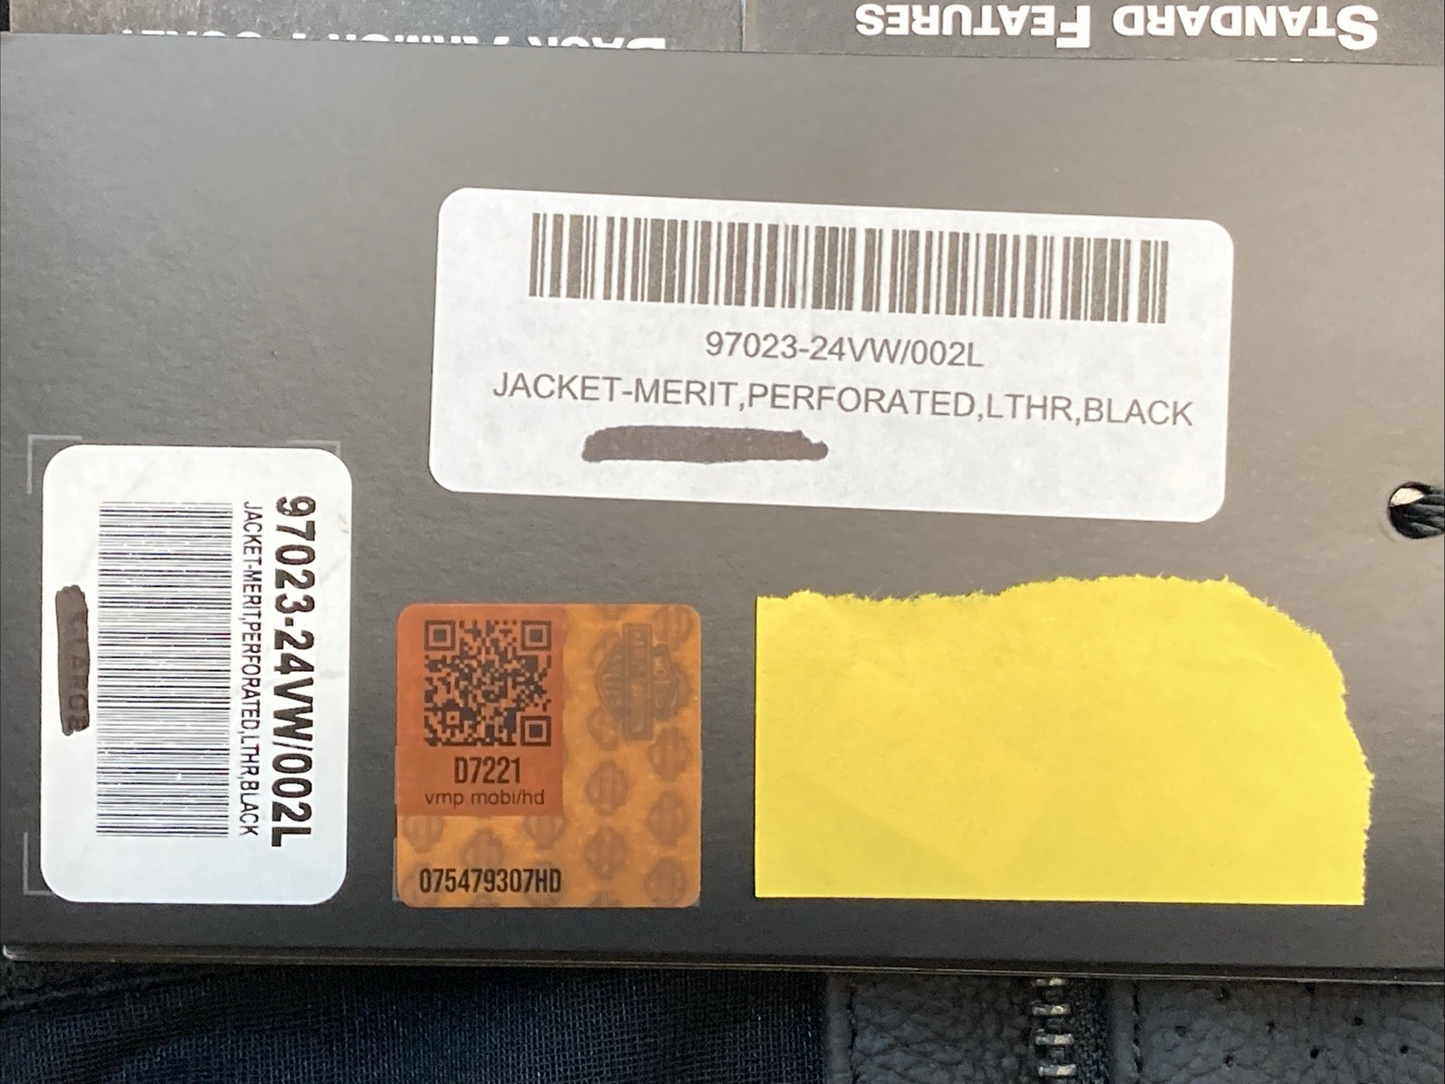 STANDARD FEATURES
97023-24VW/002L
JACKET-MERIT,PERFORATED,LTHR,BLACK
97023-24VW/002L
JACKET-MERIT,PERFORATED,LTHR,BLACK
D7221
vmp mobi/hd
075479307HD